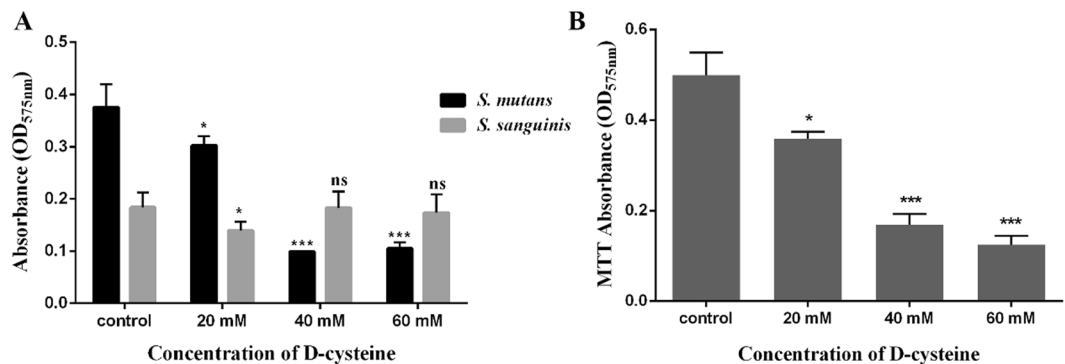 A
Absorbance (OD575nm)
0.5
0.4
0.3
0.2
0.1
0.0
*
*
***
ns
***
ns
S. mutans
S. sanguinis
control 20 mM 40 mM 60 mM
Concentration of D-cysteine
B
MTT Absorbance (OD575nm)
0.6
0.4
0.2
0.0
*
***
***
control 20 mM 40 mM 60 mM
Concentration of D-cysteine